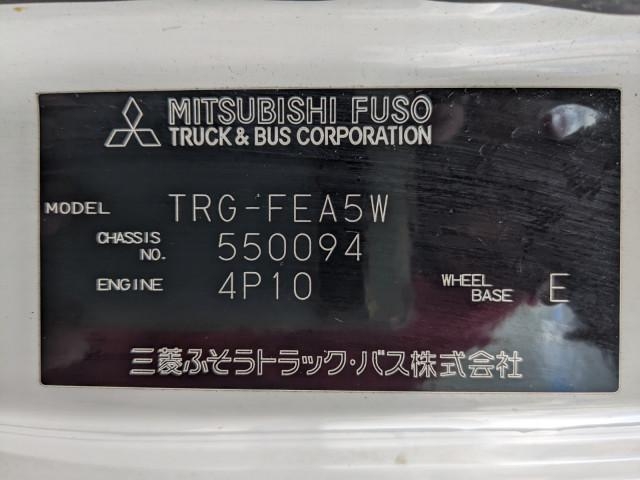 MITSUBISHI FUSO
TRUCK & BUS CORPORATION
MODEL TRG-FEA5W
CHASSIS NO. 550094
ENGINE 4P10 WHEEL BASE E
三菱ふそうトラック・バス株式会社